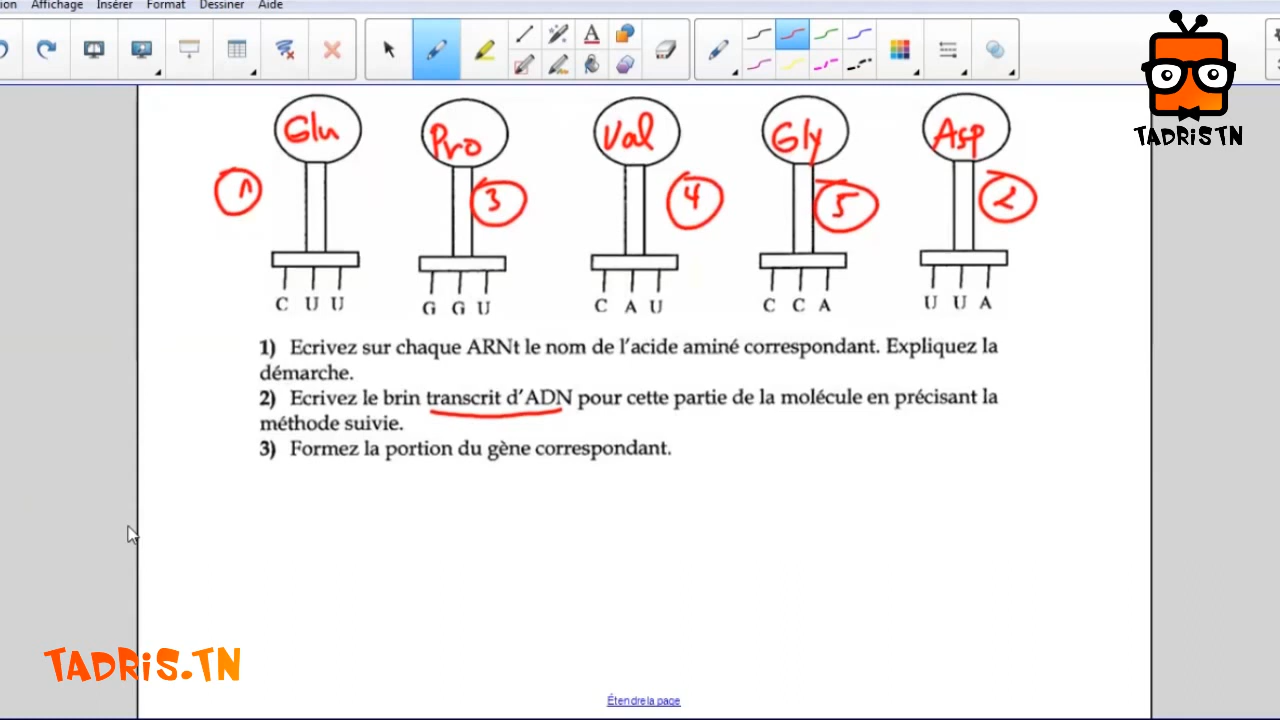 ion Affichage Insérer Format Dessiner Aide
TADRISTN
Glu Pro Val Gly Asp
1 3 4 5 2
C U U G G U C A U C C A U U A
1) Ecrivez sur chaque ARNt le nom de l'acide aminé correspondant. Expliquez la
démarche.
2) Ecrivez le brin transcrit d'ADN pour cette partie de la molécule en précisant la
méthode suivie.
3) Formez la portion du gène correspondant.
TADRiS.TN
Étendre la page